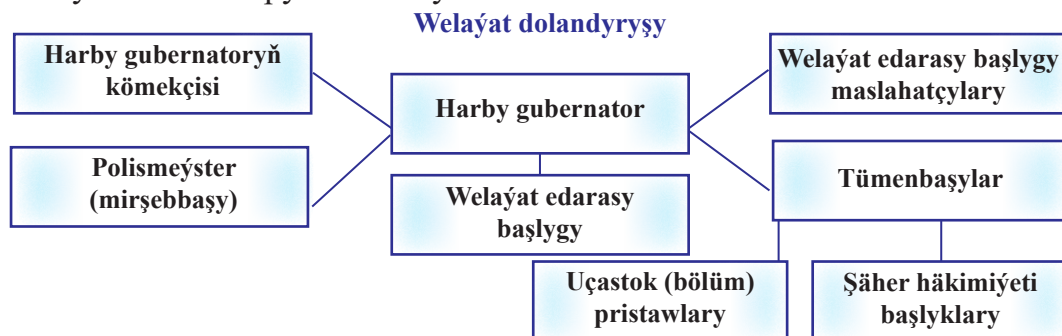 Welaýat dolandyryşy
Harby gubernatoryň
kömekçisi
Harby gubernator
Welaýat edarasy başlygy
maslahatçylary
Polismeýster
(mirşebbaşy)
Welaýat edarasy
başlygy
Tümenbaşylar
Uçastok (bölüm)
pristawlary
Şäher häkimiýeti
başlyklary